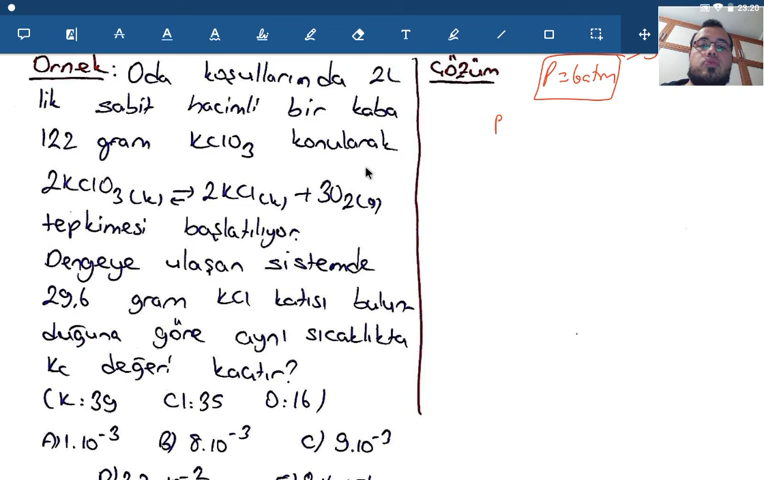 23:20
Örnek: Oda koşullarında 2L
lik sabit hacimli bir kaba
122 gram KClO3 konularak
2KClO3(k) ⇌ 2KCl(k) + 3O2(g)
tepkimesi başlatılıyor.
Dengeye ulaşan sistemde
29,6 gram KCl katısı bulun
duğuna göre aynı sıcaklıkta
Kc değeri kaçtır?
(K:39 Cl:35 O:16)
A) 1.10⁻³ B) 8.10⁻³ C) 9.10⁻³
ÇÖZÜM
P=6atm
P